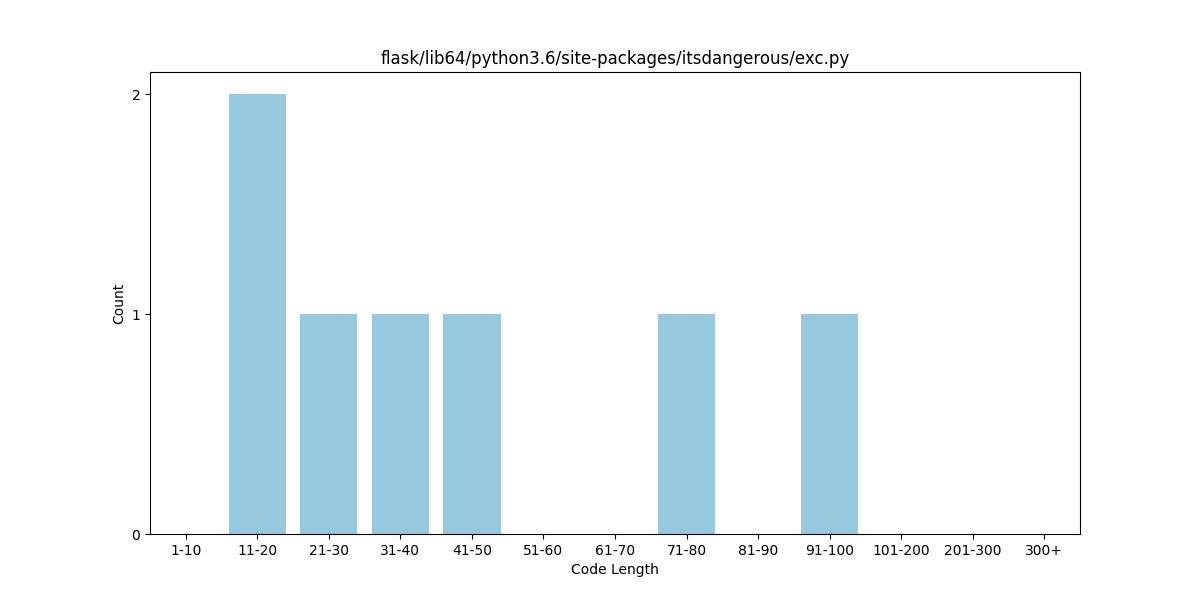 flask/lib64/python3.6/site-packages/itsdangerous/exc.py
2
1
0
Count
1-10 11-20 21-30 31-40 41-50 51-60 61-70 71-80 81-90 91-100 101-200 201-300 300+
Code Length